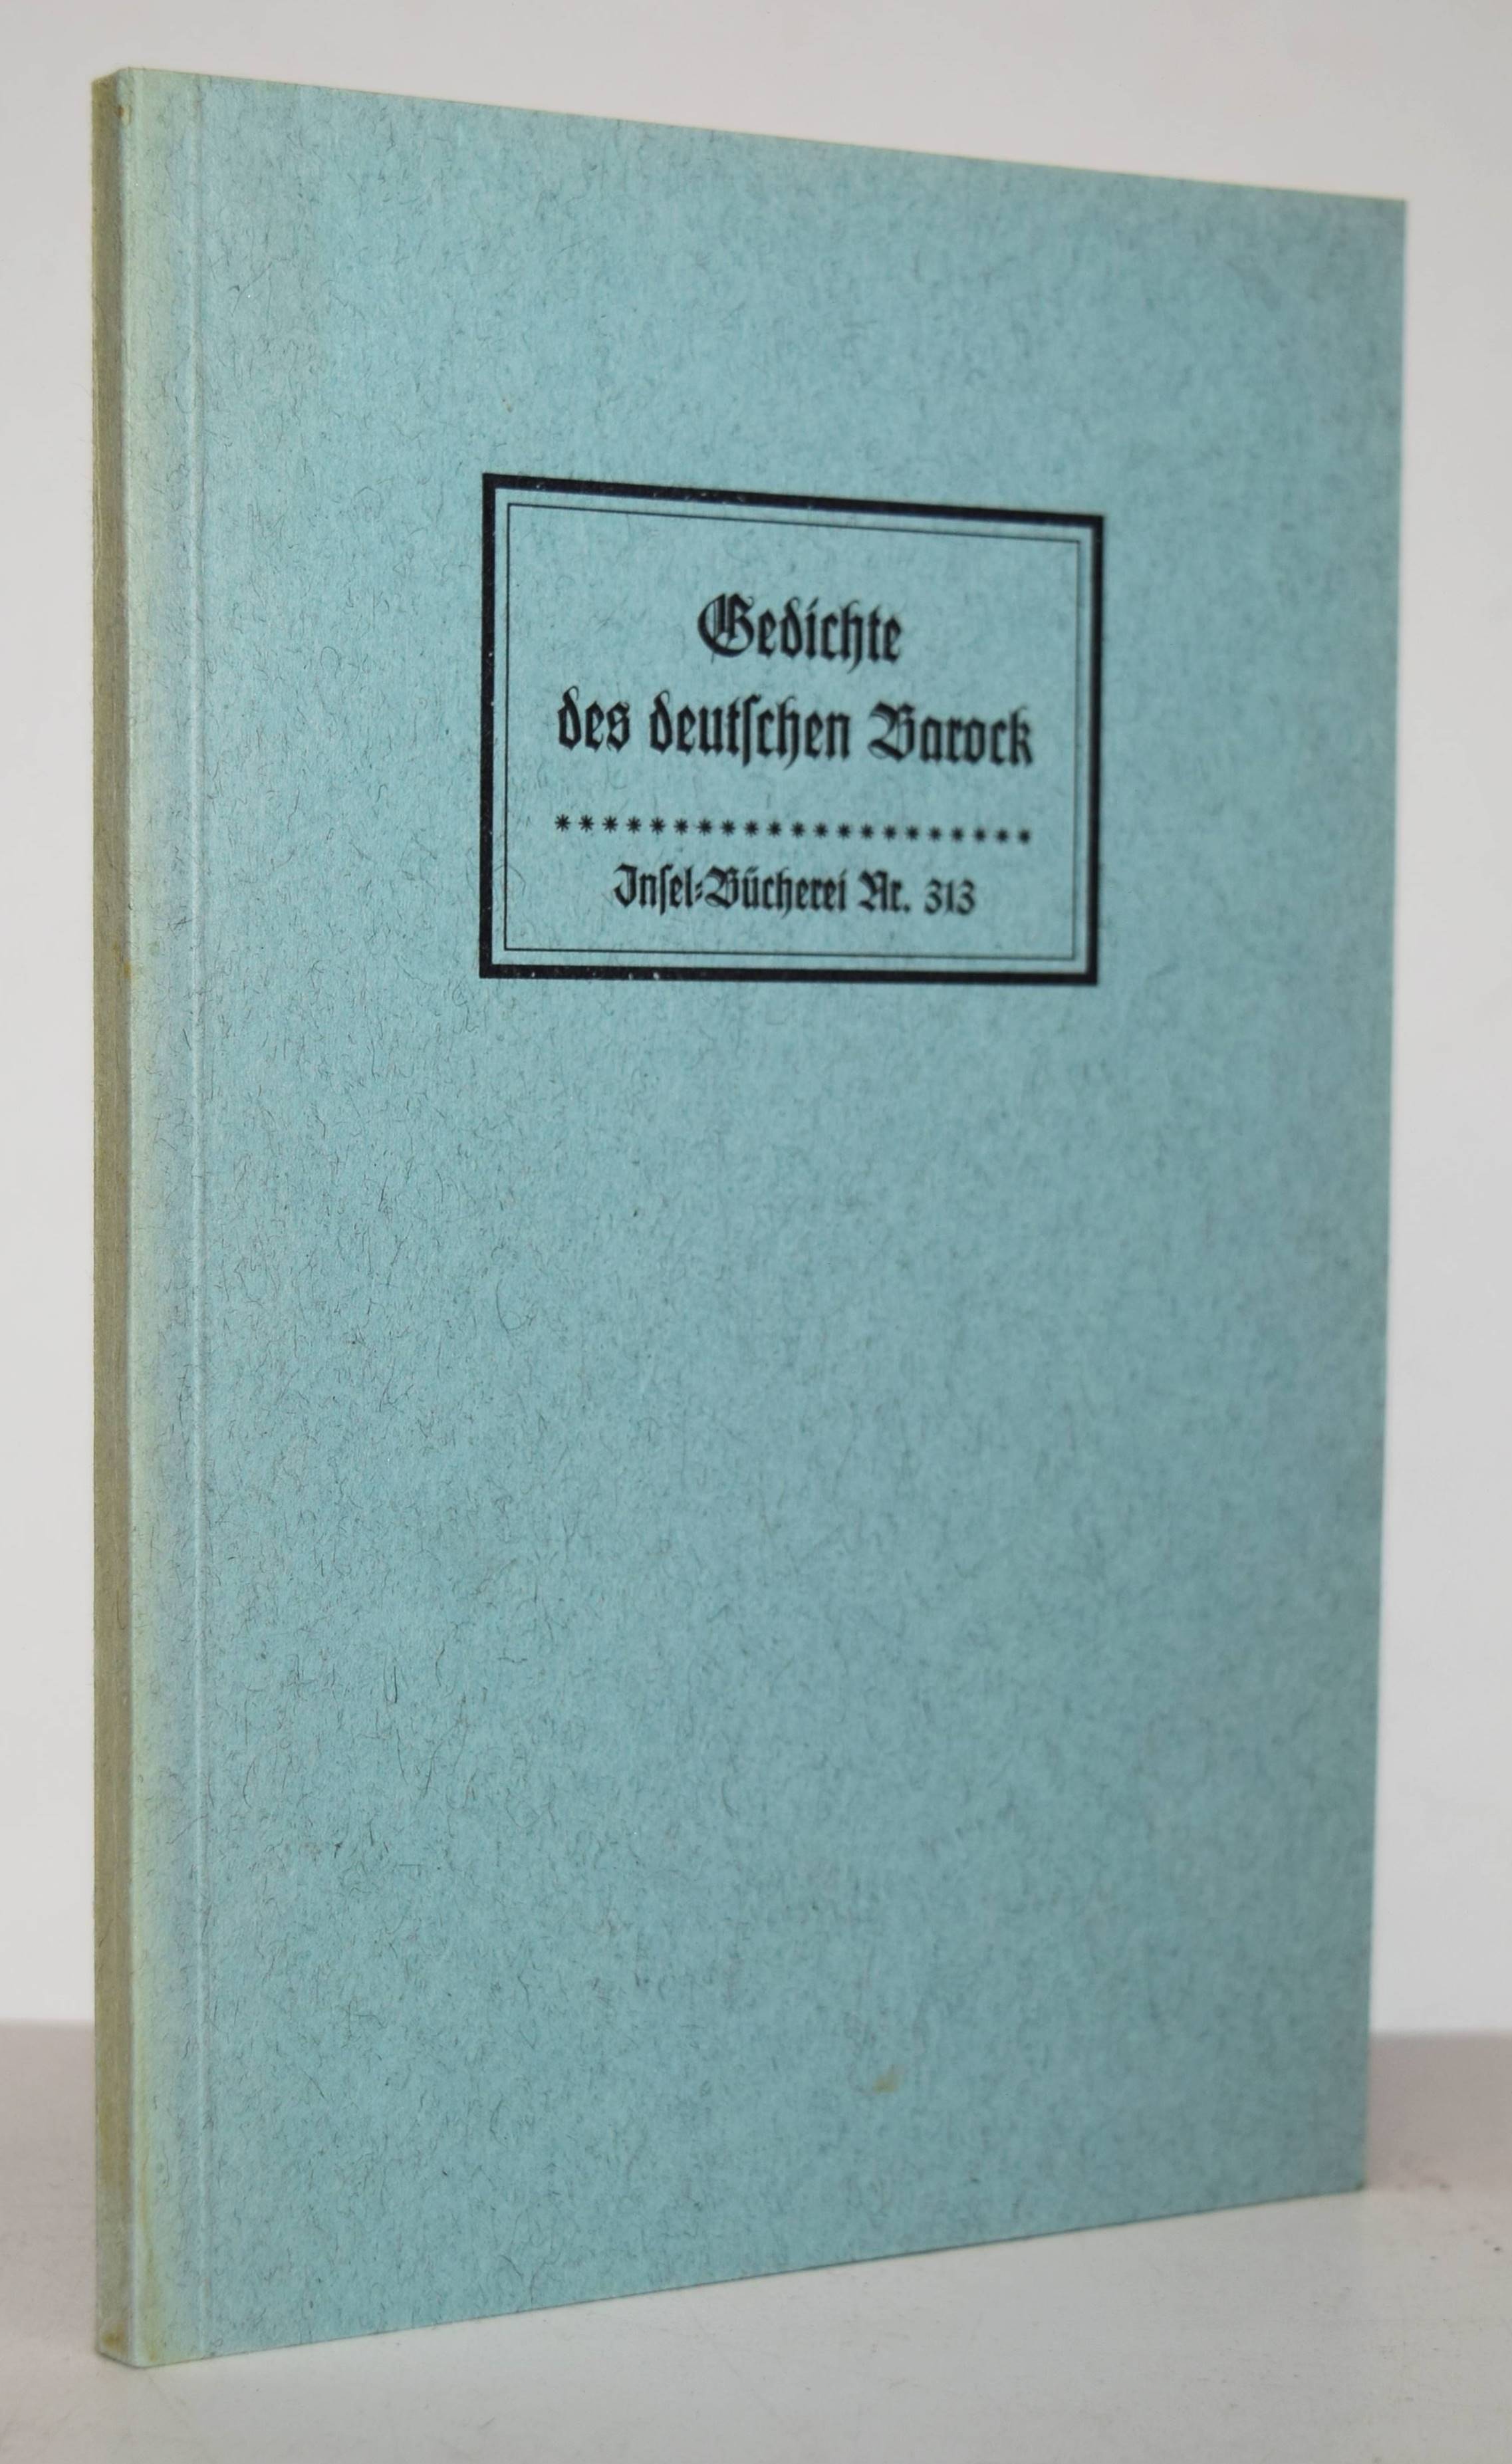 Gedichte
des deutſchen Barock
Inſel-Bücherei Nr. 313